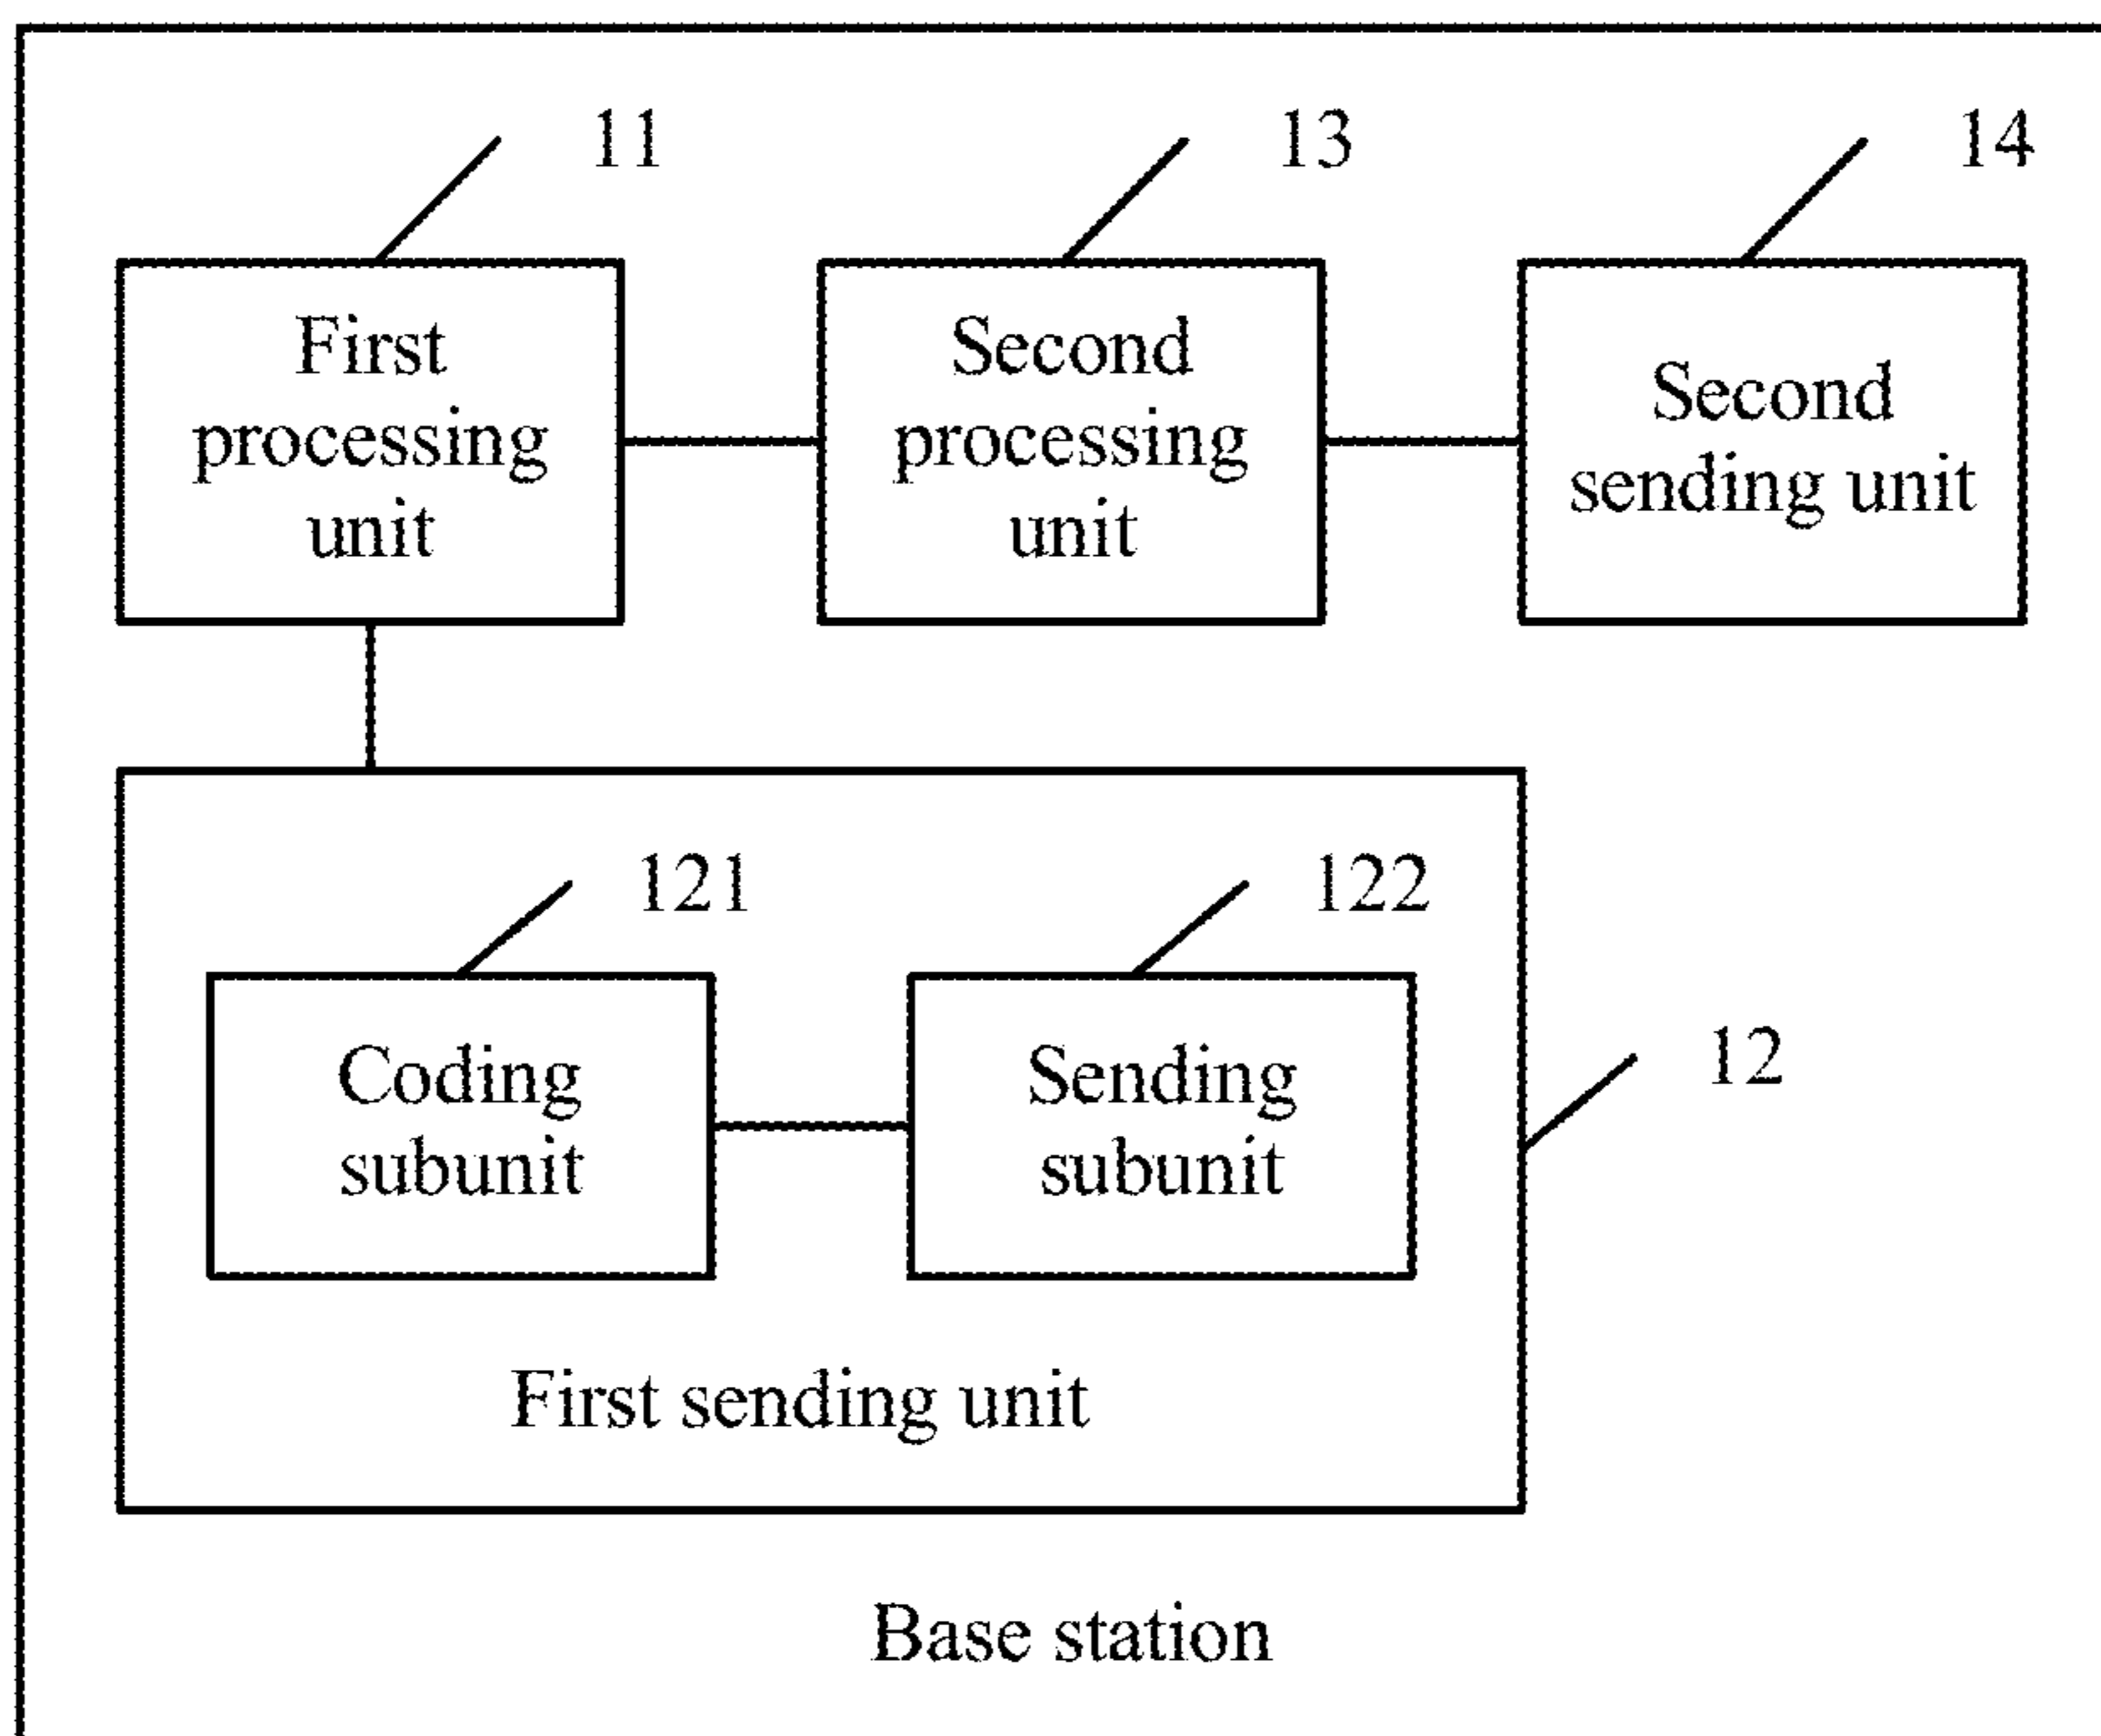 11
13
14
First
processing
unit
Second
processing
unit
Second
sending unit
121
122
Coding
subunit
Sending
subunit
12
First sending unit
Base station